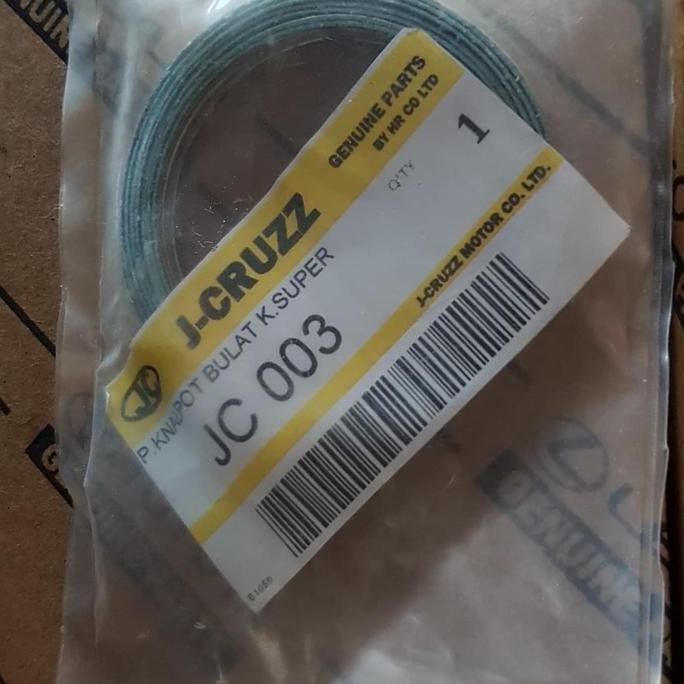 GENUINE PARTS
BY HR CO LTD
J-CRUZZ
Q'TY
1
P.KNALPOT BULAT K.SUPER
JC 003
J-CRUZZ MOTOR CO. LTD.
JC
GENUINE